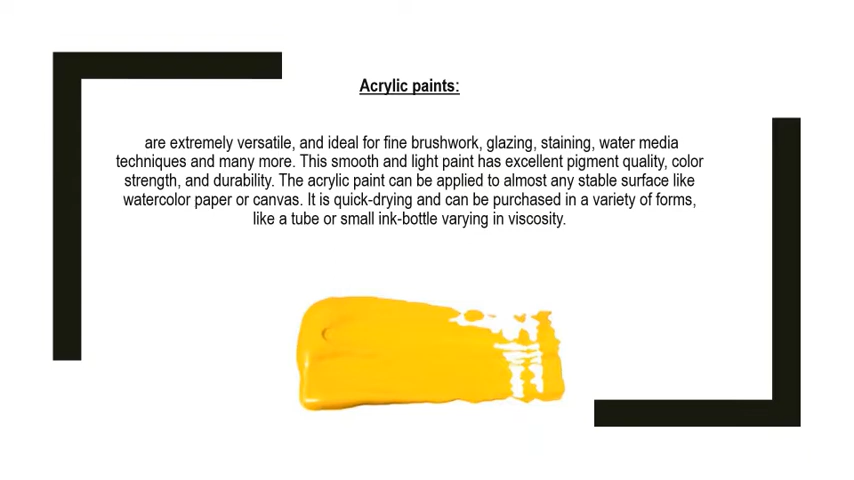 Acrylic paints:
are extremely versatile, and ideal for fine brushwork, glazing, staining, water media
techniques and many more. This smooth and light paint has excellent pigment quality, color
strength, and durability. The acrylic paint can be applied to almost any stable surface like
watercolor paper or canvas. It is quick-drying and can be purchased in a variety of forms,
like a tube or small ink-bottle varying in viscosity.